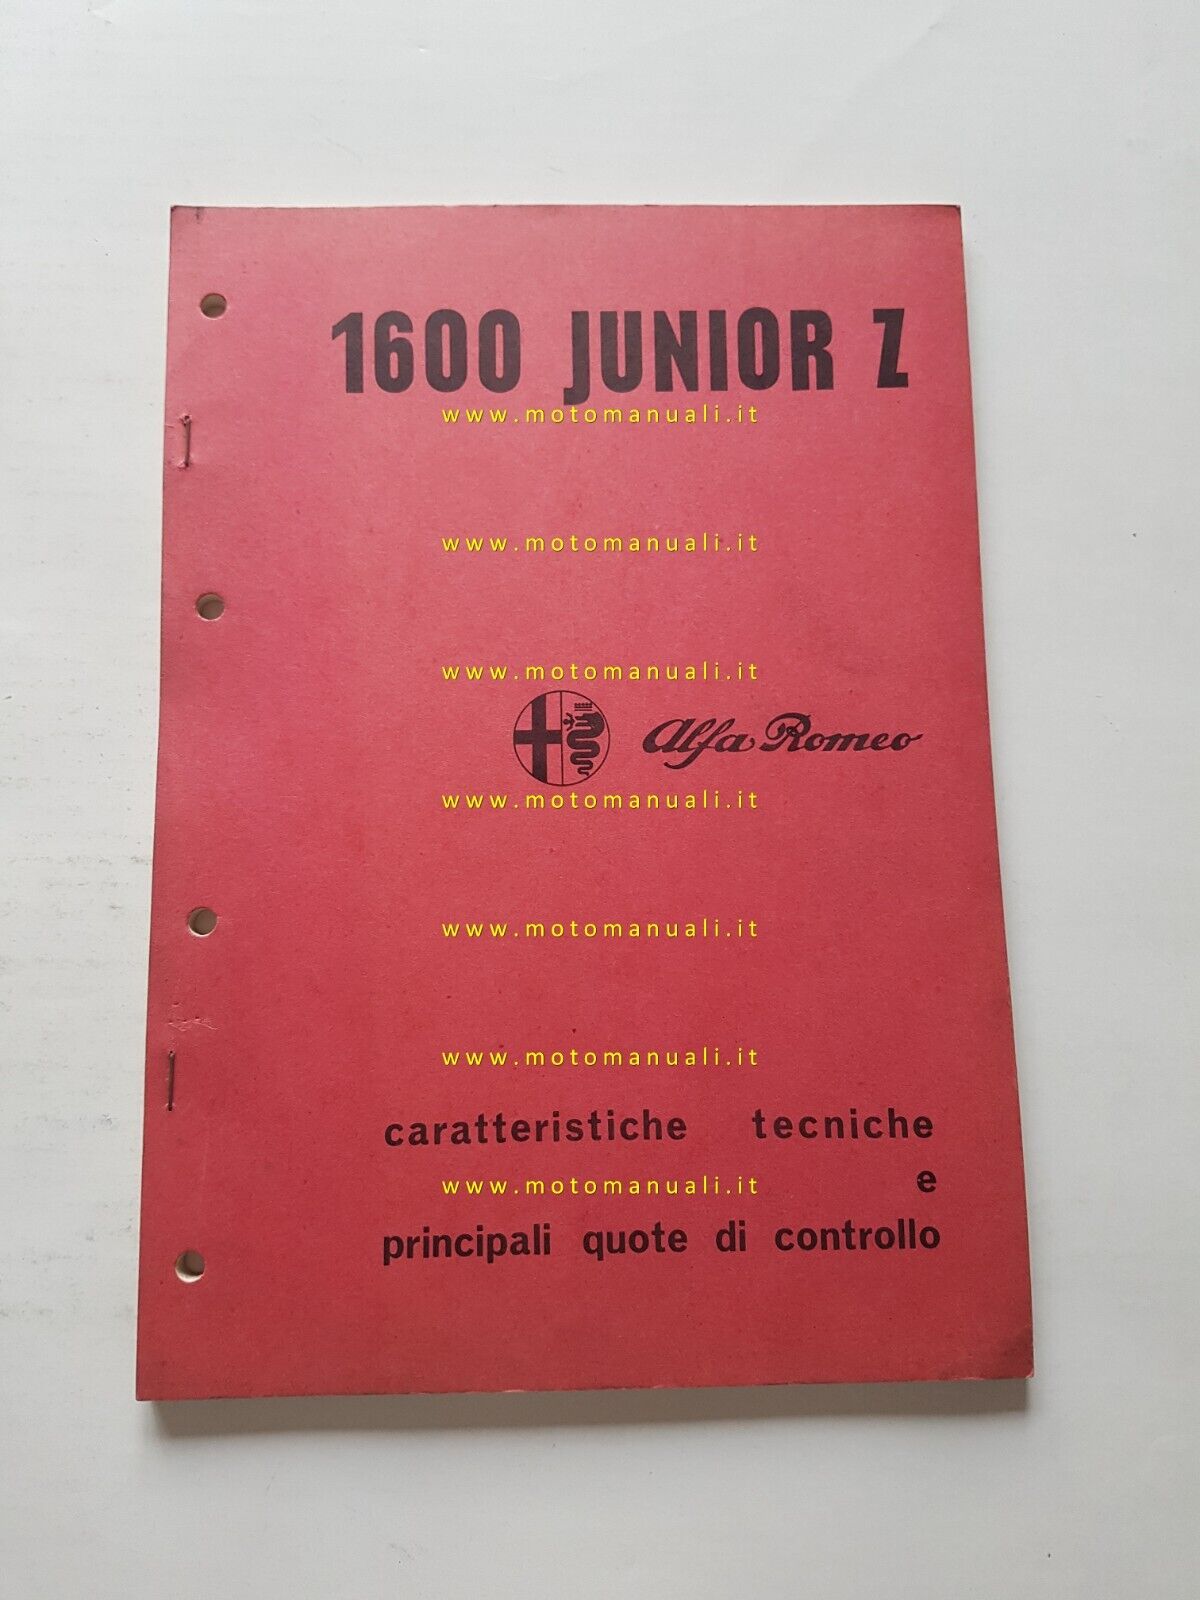 1600 JUNIOR Z
www.motomanuali.it
www.motomanuali.it
www.motomanuali.it
Alfa Romeo
www.motomanuali.it
www.motomanuali.it
www.motomanuali.it
caratteristiche tecniche
e
www.motomanuali.it
principali quote di controllo